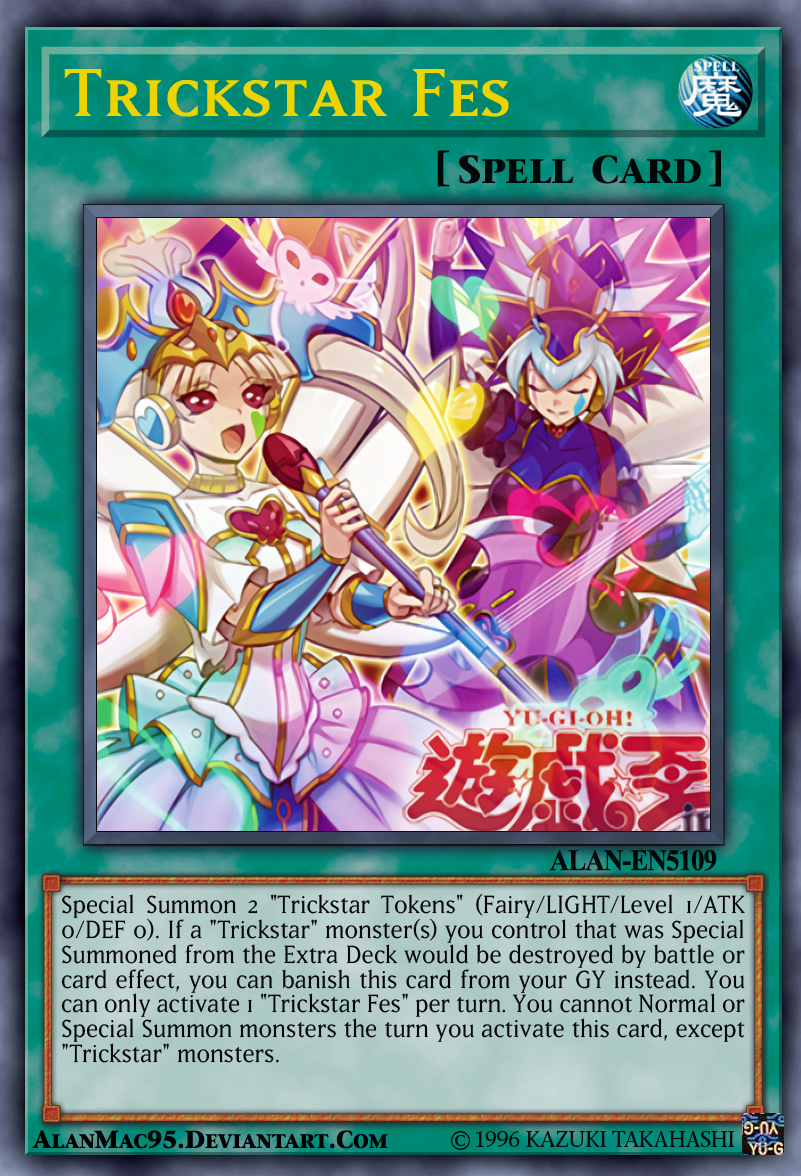 Trickstar Fes
SPELL
魔
[Spell Card]
YU-GI-OH!
遊☆戯☆王
ALAN-EN5109
Special Summon 2 "Trickstar Tokens" (Fairy/LIGHT/Level 1/ATK
0/DEF 0). If a "Trickstar" monster(s) you control that was Special
Summoned from the Extra Deck would be destroyed by battle or
card effect, you can banish this card from your GY instead. You
can only activate 1 "Trickstar Fes" per turn. You cannot Normal or
Special Summon monsters the turn you activate this card, except
"Trickstar" monsters.
AlanMac95.Deviantart.Com
© 1996 KAZUKI TAKAHASHI
YU-G